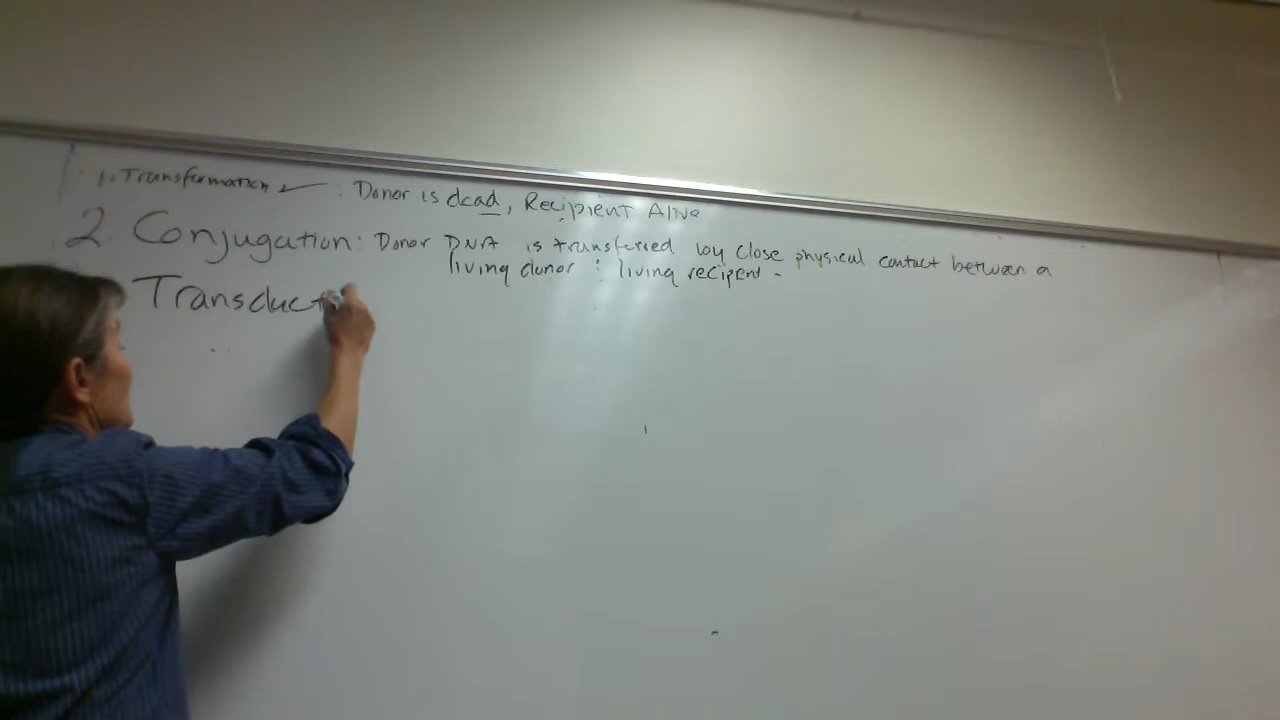 1. Transformation : Donor is dead, Recipient Alive
2 Conjugation: Donor DNA is transferred by close physical contact between a
living donor : living recipent -
Transduct